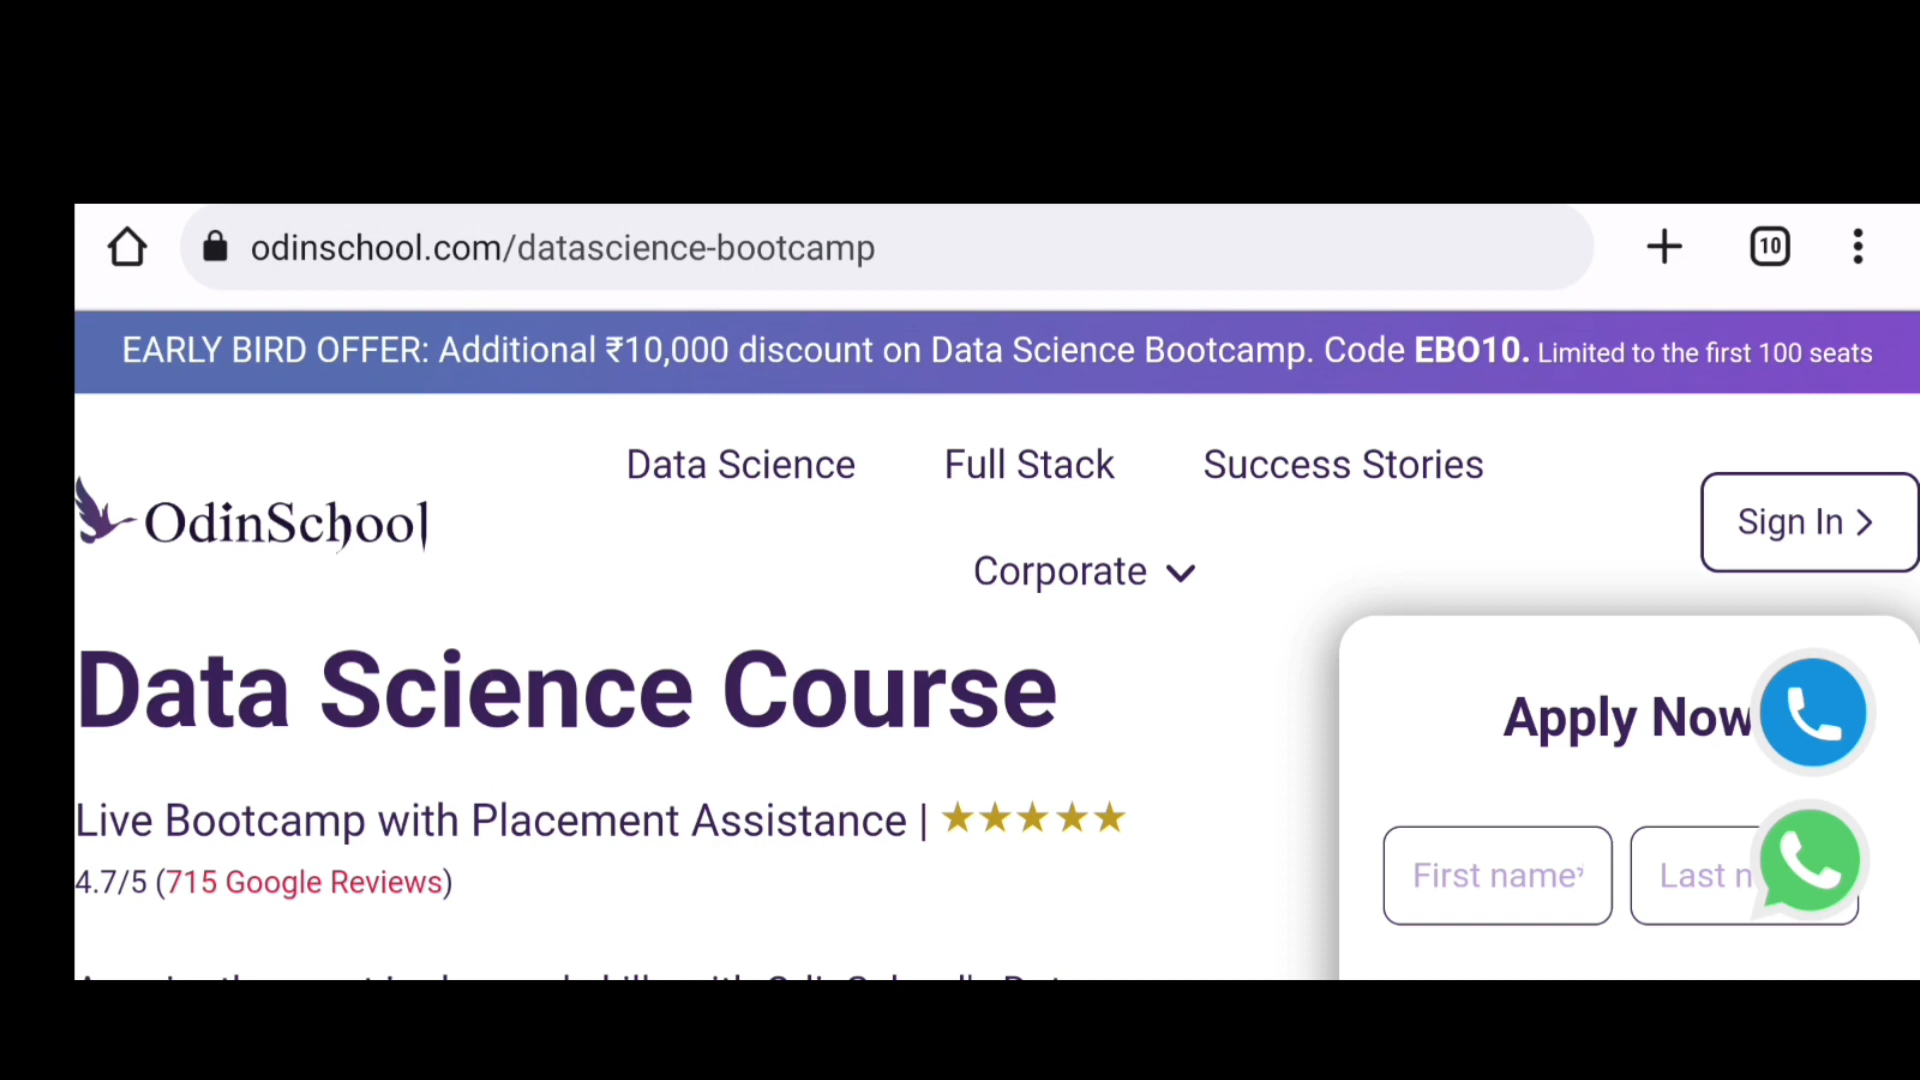 odinschool.com/datascience-bootcamp
10
EARLY BIRD OFFER: Additional ₹10,000 discount on Data Science Bootcamp. Code EBO10. Limited to the first 100 seats
Data Science Full Stack Success Stories
OdinSchool
Sign In
Corporate
Data Science Course
Apply Now
Live Bootcamp with Placement Assistance | ★★★★★
4.7/5 (715 Google Reviews)
First name
Last n